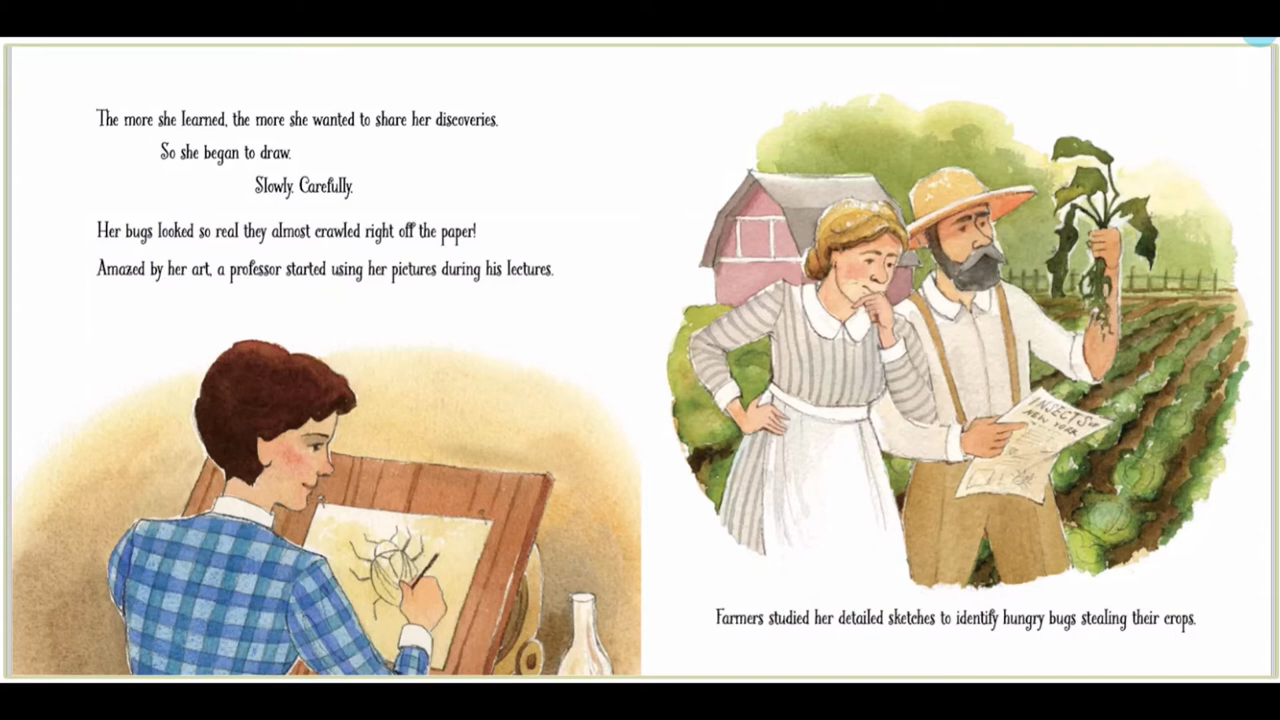 The more she learned, the more she wanted to share her discoveries.
So she began to draw.
Slowly. Carefully.
Her bugs looked so real they almost crawled right off the paper!
Amazed by her art, a professor started using her pictures during his lectures.
INSECTS OF
NEW YORK
Farmers studied her detailed sketches to identify hungry bugs stealing their crops.